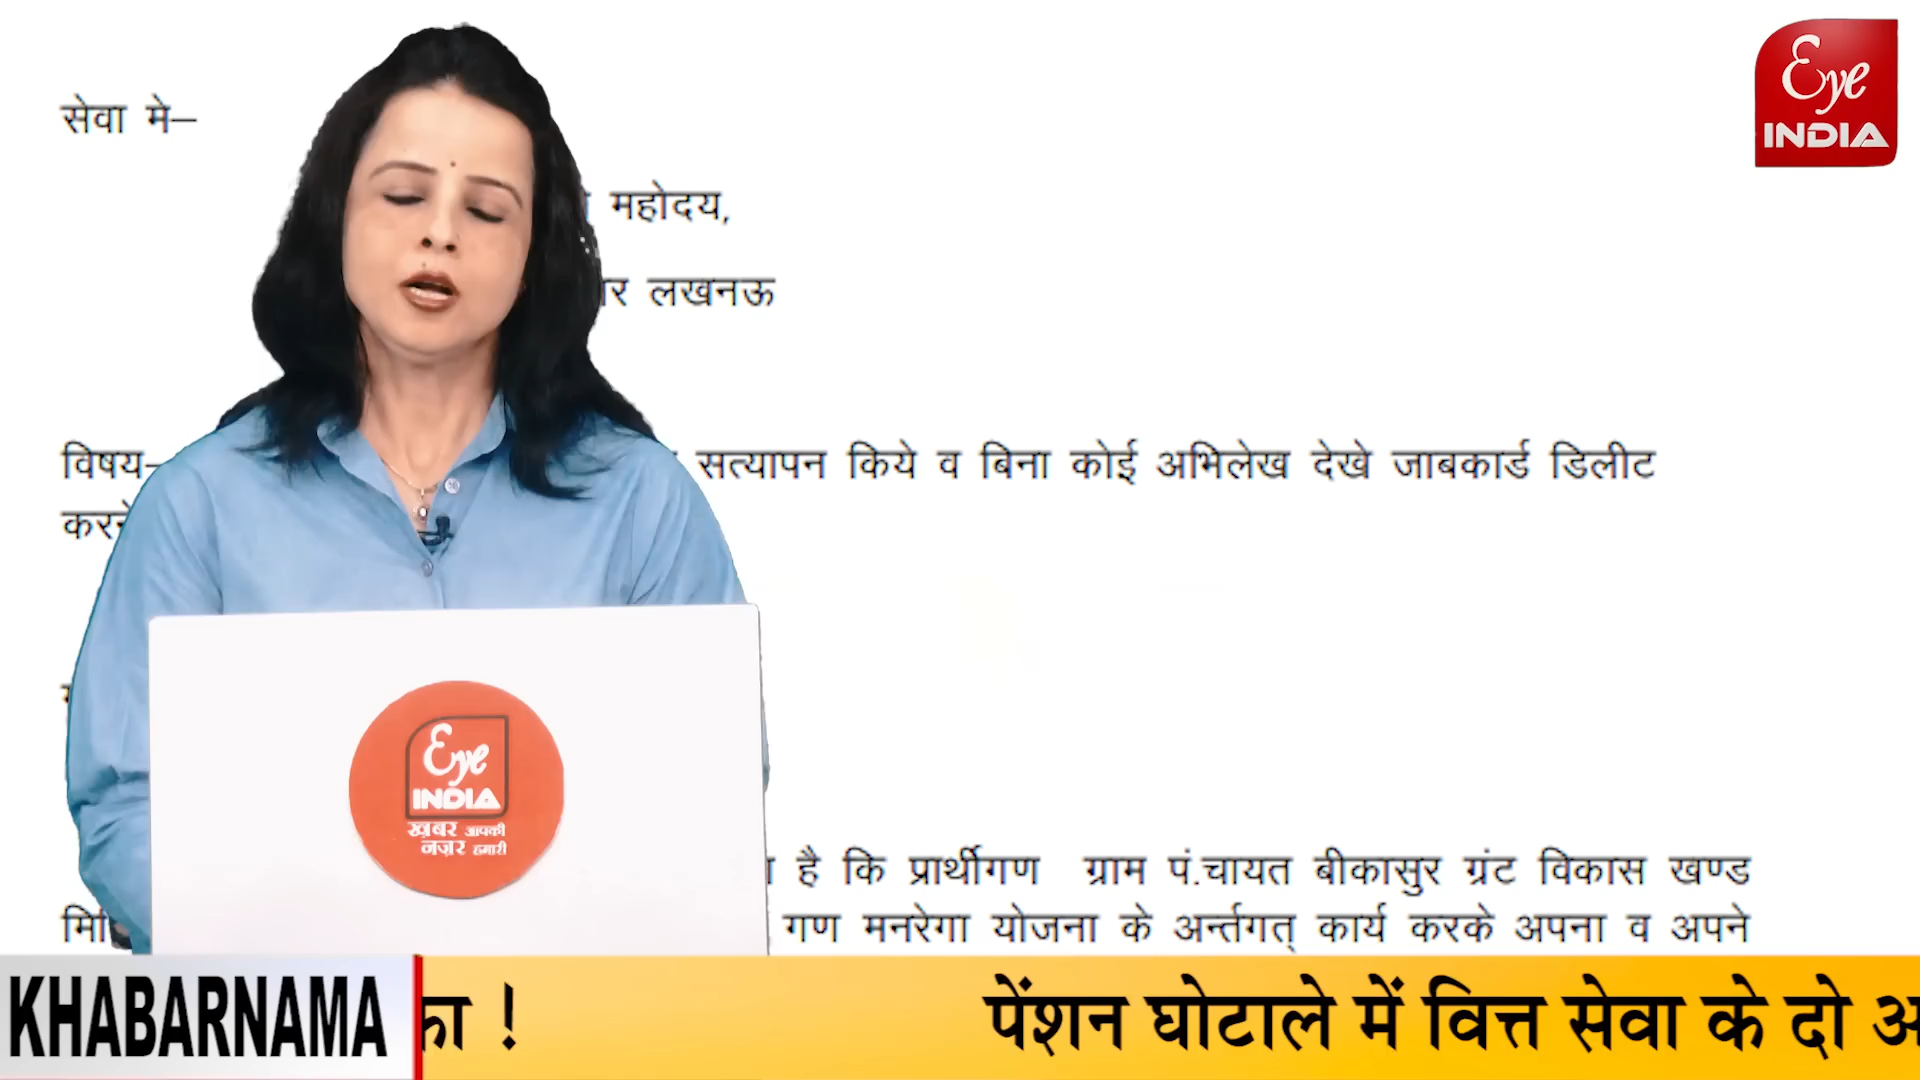 Eye
INDIA
सेवा मे–
महोदय,
लखनऊ
विषय– सत्यापन किये व बिना कोई अभिलेख देखे जाबकार्ड डिलीट
Eye
INDIA
ख़बर आपकी
नज़र हमारी
है कि प्रार्थीगण ग्राम पं.चायत बीकासुर ग्रंट विकास खण्ड
गण मनरेगा योजना के अर्न्तगत् कार्य करके अपना व अपने
KHABARNAMA
का ! पेंशन घोटाले में वित्त सेवा के दो